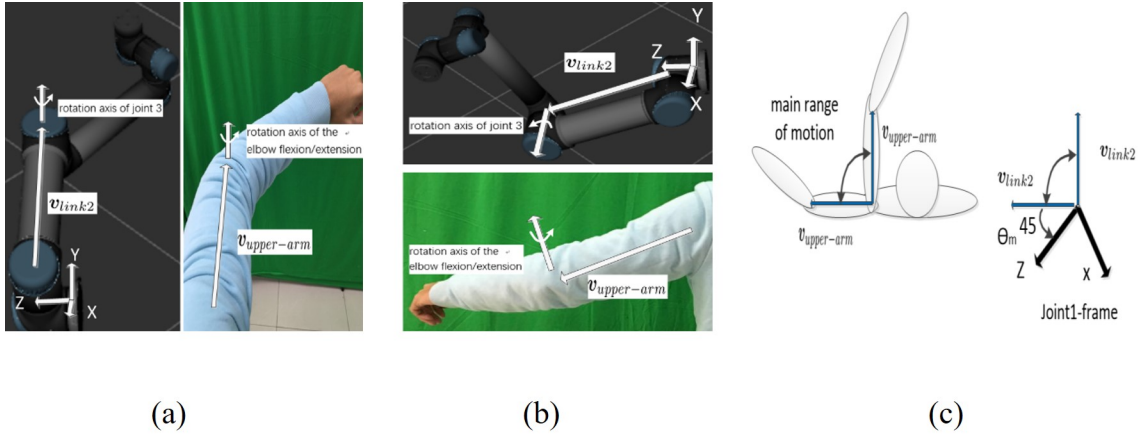 rotation axis of joint 3
v_link2
Y
Z
X
rotation axis of the
elbow flexion/extension
v_upper-arm
Y
Z
X
v_link2
rotation axis of joint 3
rotation axis of the
elbow flexion/extension
v_upper-arm
main range
of motion
v_upper-arm
v_upper-arm
v_link2
v_link2
θm
45
Z
X
Joint1-frame
(a)
(b)
(c)